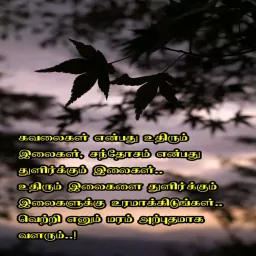 கவலைகள் என்பது உதிரும்
இலைகள், சந்தோசம் என்பது
துளிர்க்கும் இலைகள்..
உதிரும் இலைகளை துளிர்க்கும்
இலைகளுக்கு உரமாக்கிடுங்கள்..
வெற்றி எனும் மரம் அற்புதமாக
வளரும்..!